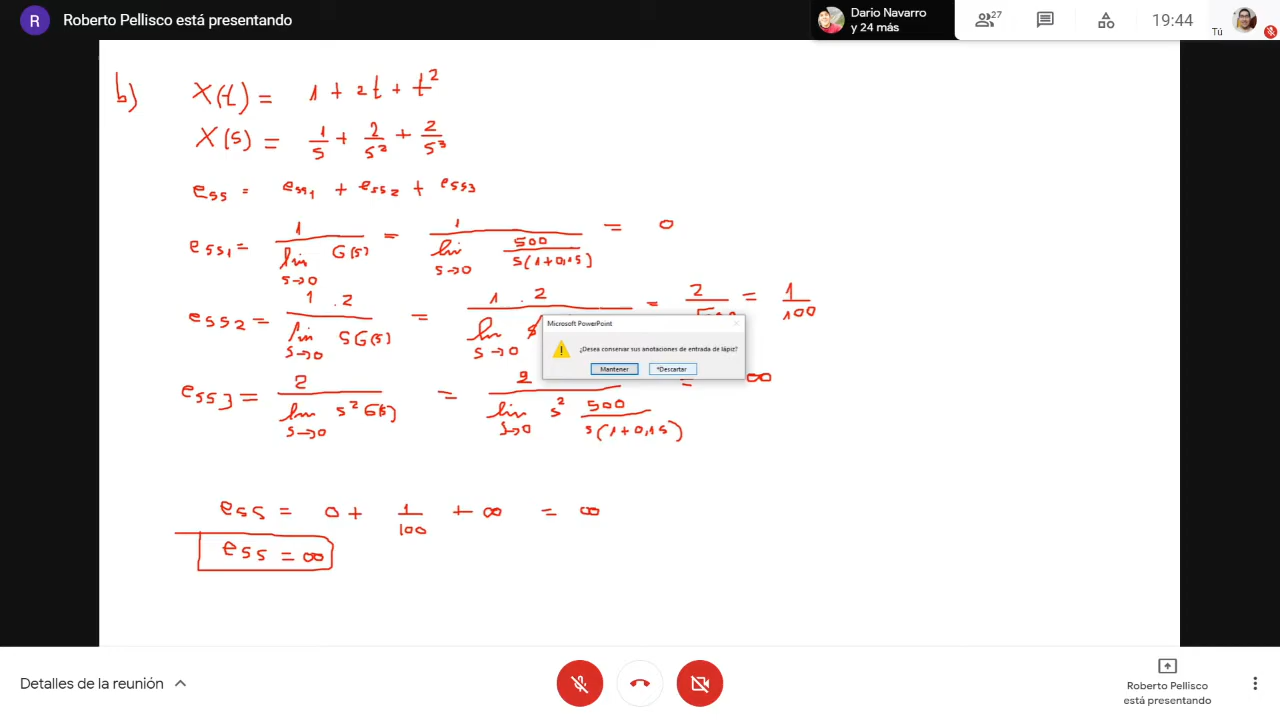 R Roberto Pellisco está presentando
Dario Navarro
y 24 más
27
19:44
Tú
b) X(t) = 1 + 2t + t²
X(s) = 1/s + 2/s² + 2/s³
ess = ess1 + ess2 + ess3
ess1 = 1 / lim s→0 G(s) = 1 / lim s→0 500/s(1+0,1s) = 0
ess2 = 1 . 2 / lim s→0 SG(s) = 1 . 2 / lim s→0 = 2 / = 1/100
Microsoft PowerPoint
¿Desea conservar sus anotaciones de entrada de lápiz?
Mantener *Descartar
ess3 = 2 / lim s→0 s²G(s) = 2 / lim s→0 s² 500/s(1+0,1s) = ∞
ess = 0 + 1/100 + ∞ = ∞
ess = ∞
Detalles de la reunión
Roberto Pellisco
está presentando